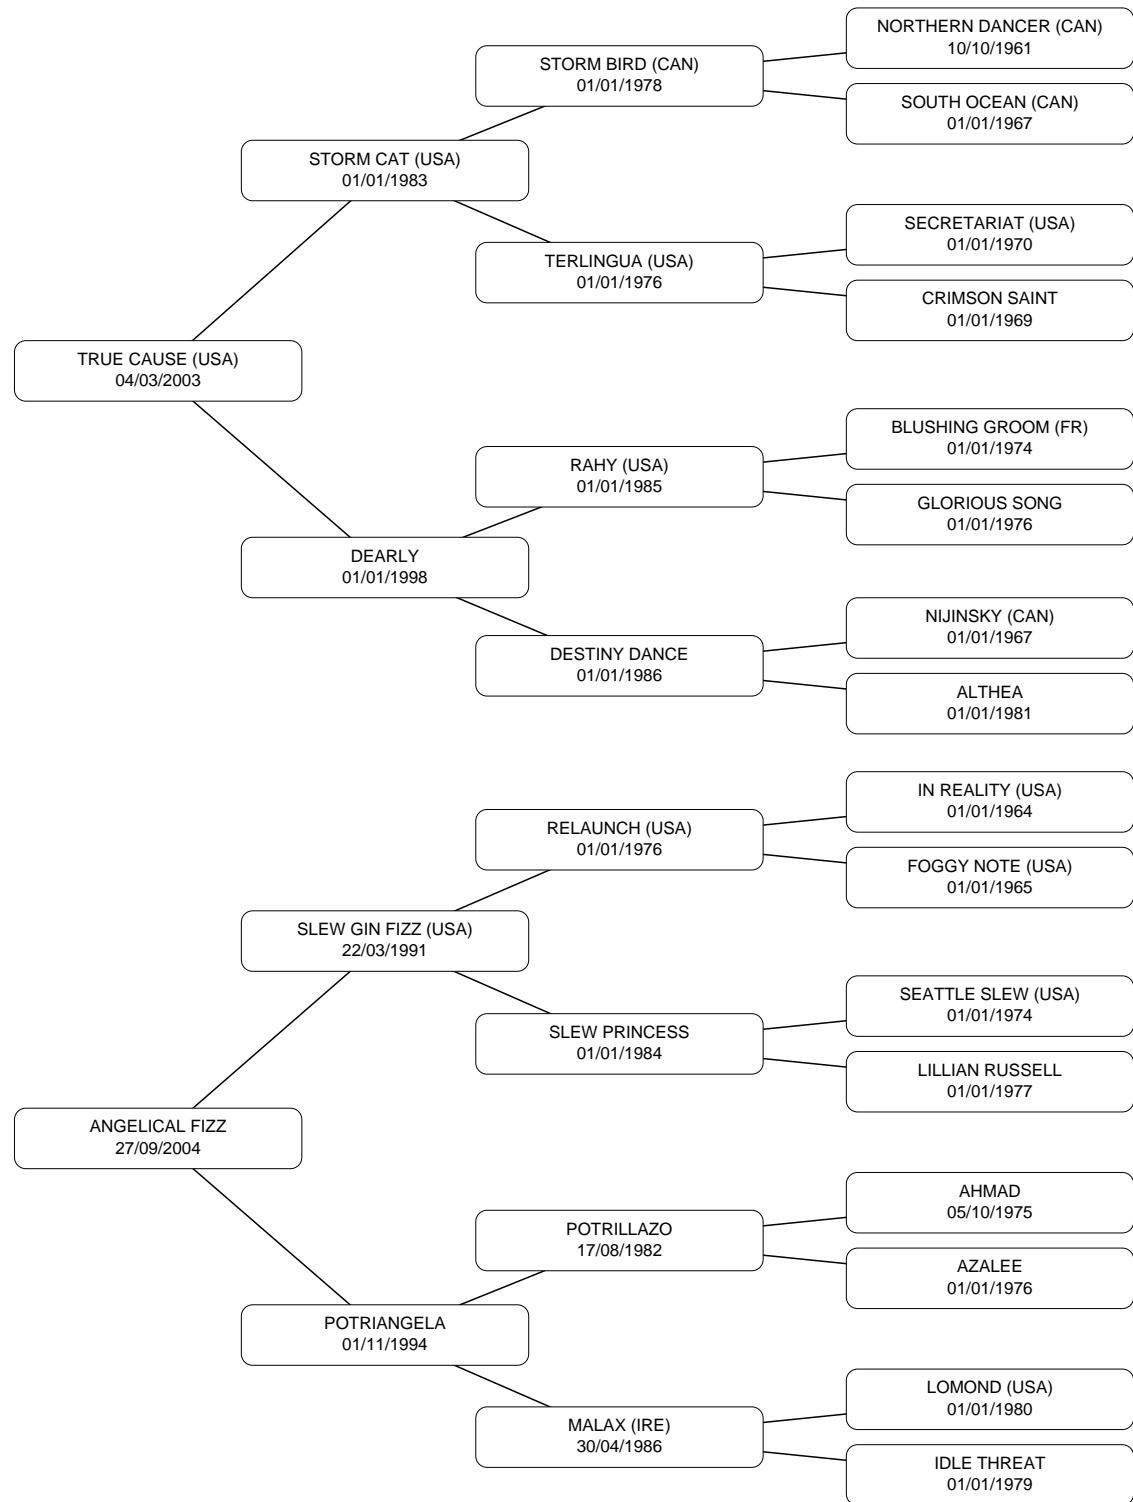 NORTHERN DANCER (CAN)
10/10/1961
STORM BIRD (CAN)
01/01/1978
SOUTH OCEAN (CAN)
01/01/1967
STORM CAT (USA)
01/01/1983
SECRETARIAT (USA)
01/01/1970
TERLINGUA (USA)
01/01/1976
CRIMSON SAINT
01/01/1969
TRUE CAUSE (USA)
04/03/2003
BLUSHING GROOM (FR)
01/01/1974
RAHY (USA)
01/01/1985
GLORIOUS SONG
01/01/1976
DEARLY
01/01/1998
NIJINSKY (CAN)
01/01/1967
DESTINY DANCE
01/01/1986
ALTHEA
01/01/1981
IN REALITY (USA)
01/01/1964
RELAUNCH (USA)
01/01/1976
FOGGY NOTE (USA)
01/01/1965
SLEW GIN FIZZ (USA)
22/03/1991
SEATTLE SLEW (USA)
01/01/1974
SLEW PRINCESS
01/01/1984
LILLIAN RUSSELL
01/01/1977
ANGELICAL FIZZ
27/09/2004
AHMAD
05/10/1975
POTRILLAZO
17/08/1982
AZALEE
01/01/1976
POTRIANGELA
01/11/1994
LOMOND (USA)
01/01/1980
MALAX (IRE)
30/04/1986
IDLE THREAT
01/01/1979